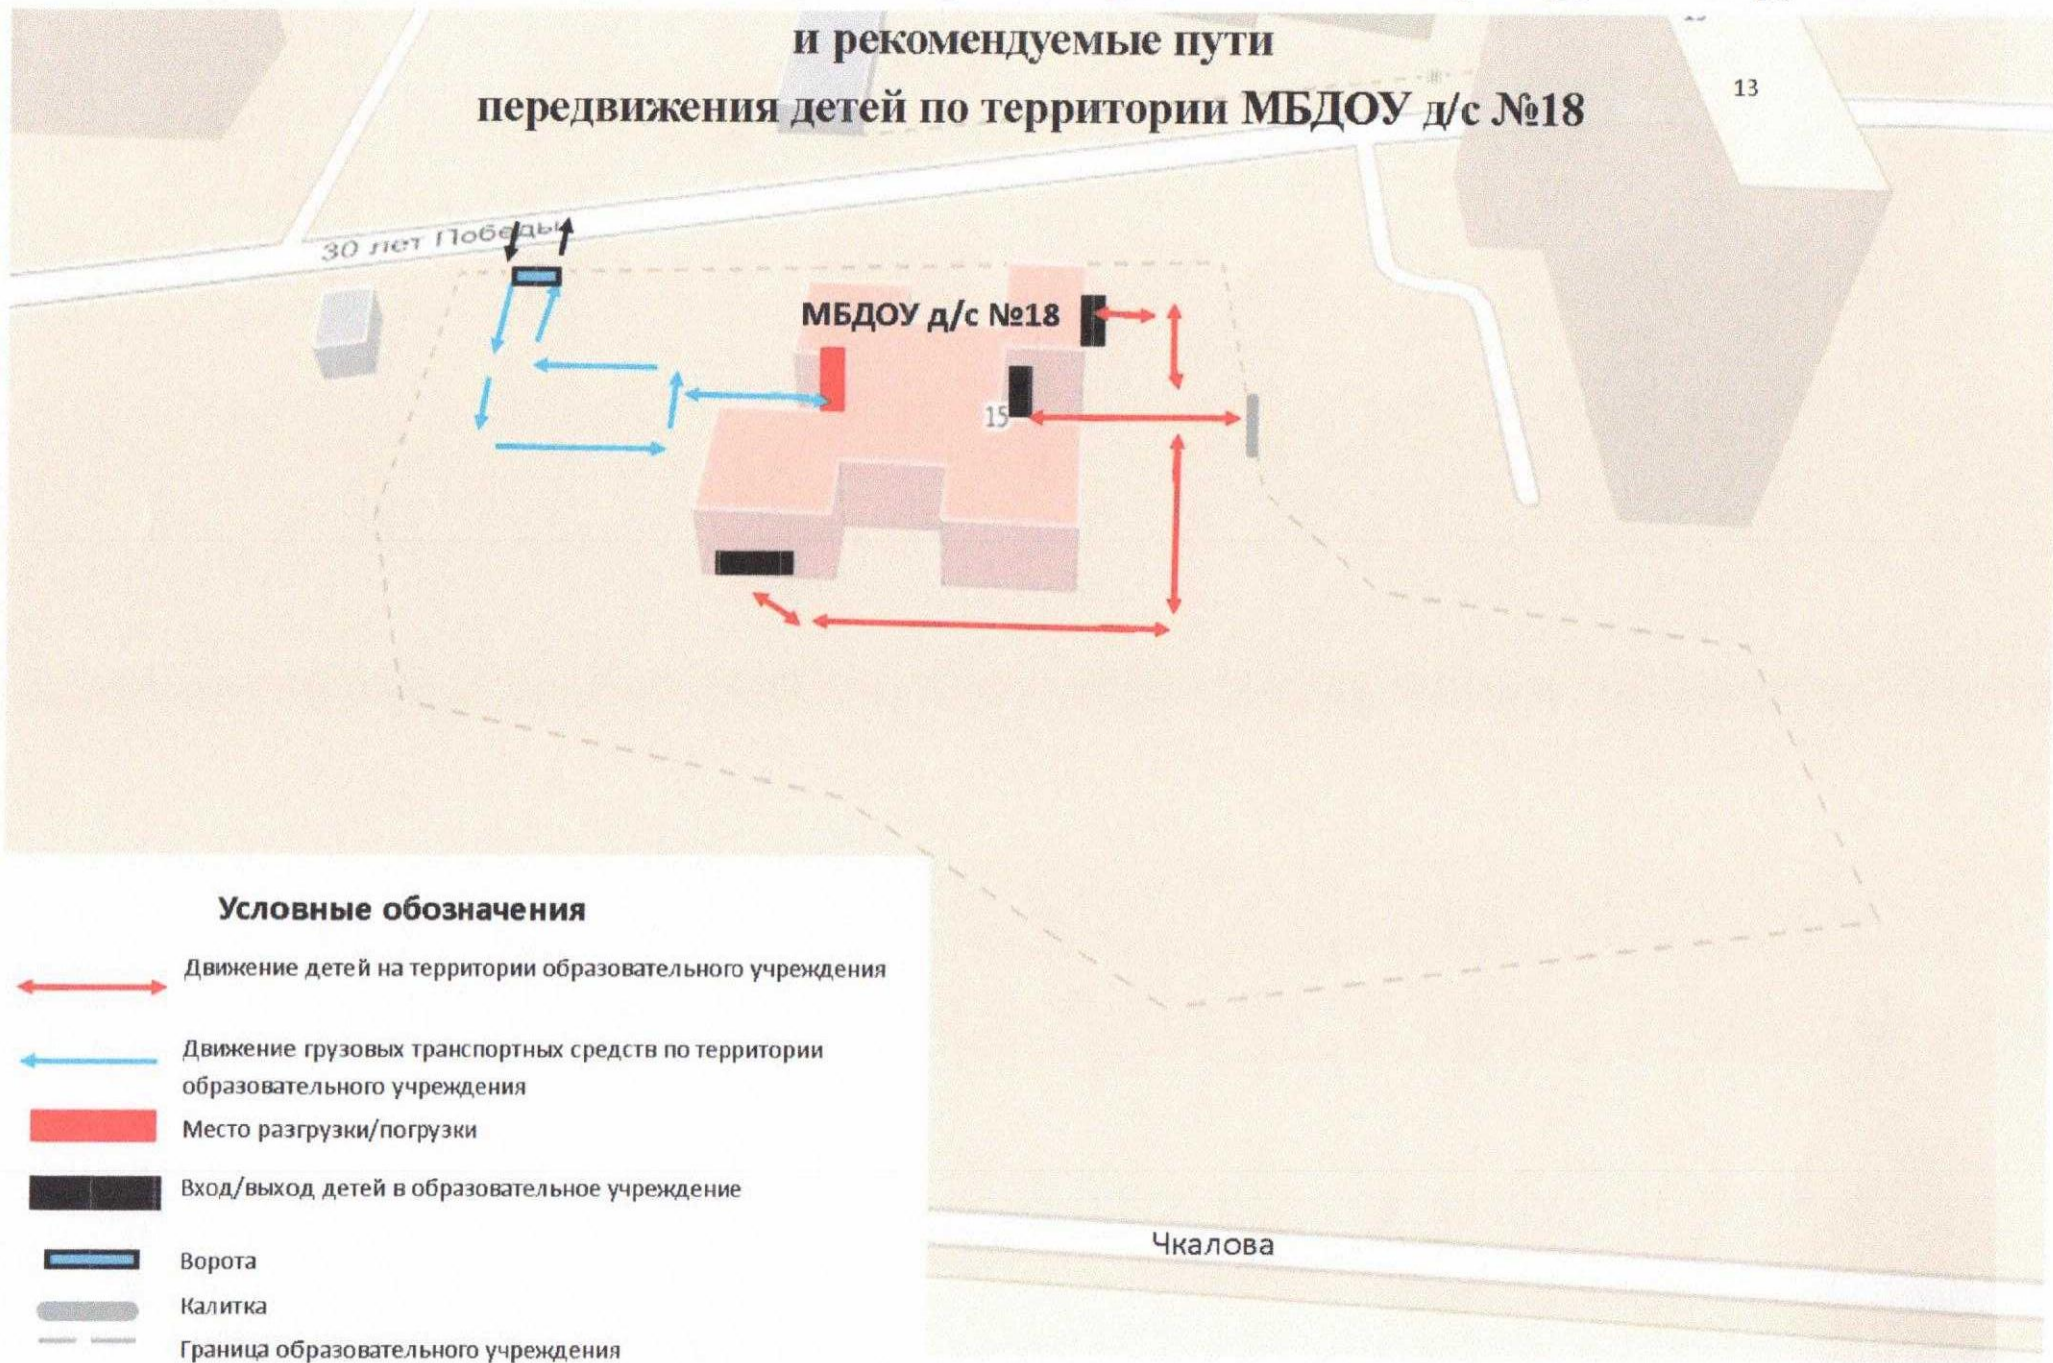 и рекомендуемые пути
передвижения детей по территории МБДОУ д/с №18
13
30 лет Победы
МБДОУ д/с №18
15
Условные обозначения
Движение детей на территории образовательного учреждения
Движение грузовых транспортных средств по территории
образовательного учреждения
Место разгрузки/погрузки
Вход/выход детей в образовательное учреждение
Ворота
Калитка
Граница образовательного учреждения
Чкалова